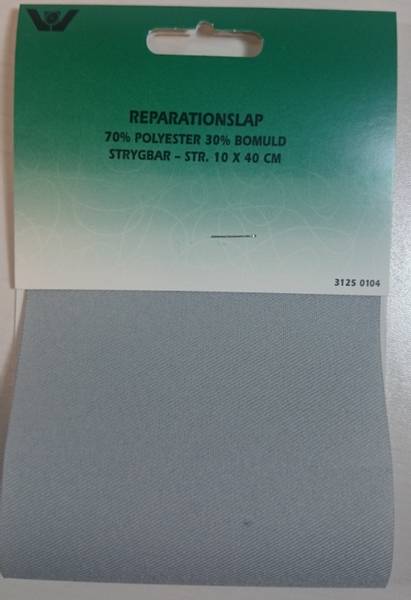 REPARATIONSLAP
70% POLYESTER 30% BOMULD
STRYGBAR – STR. 10 X 40 CM
3125 0104